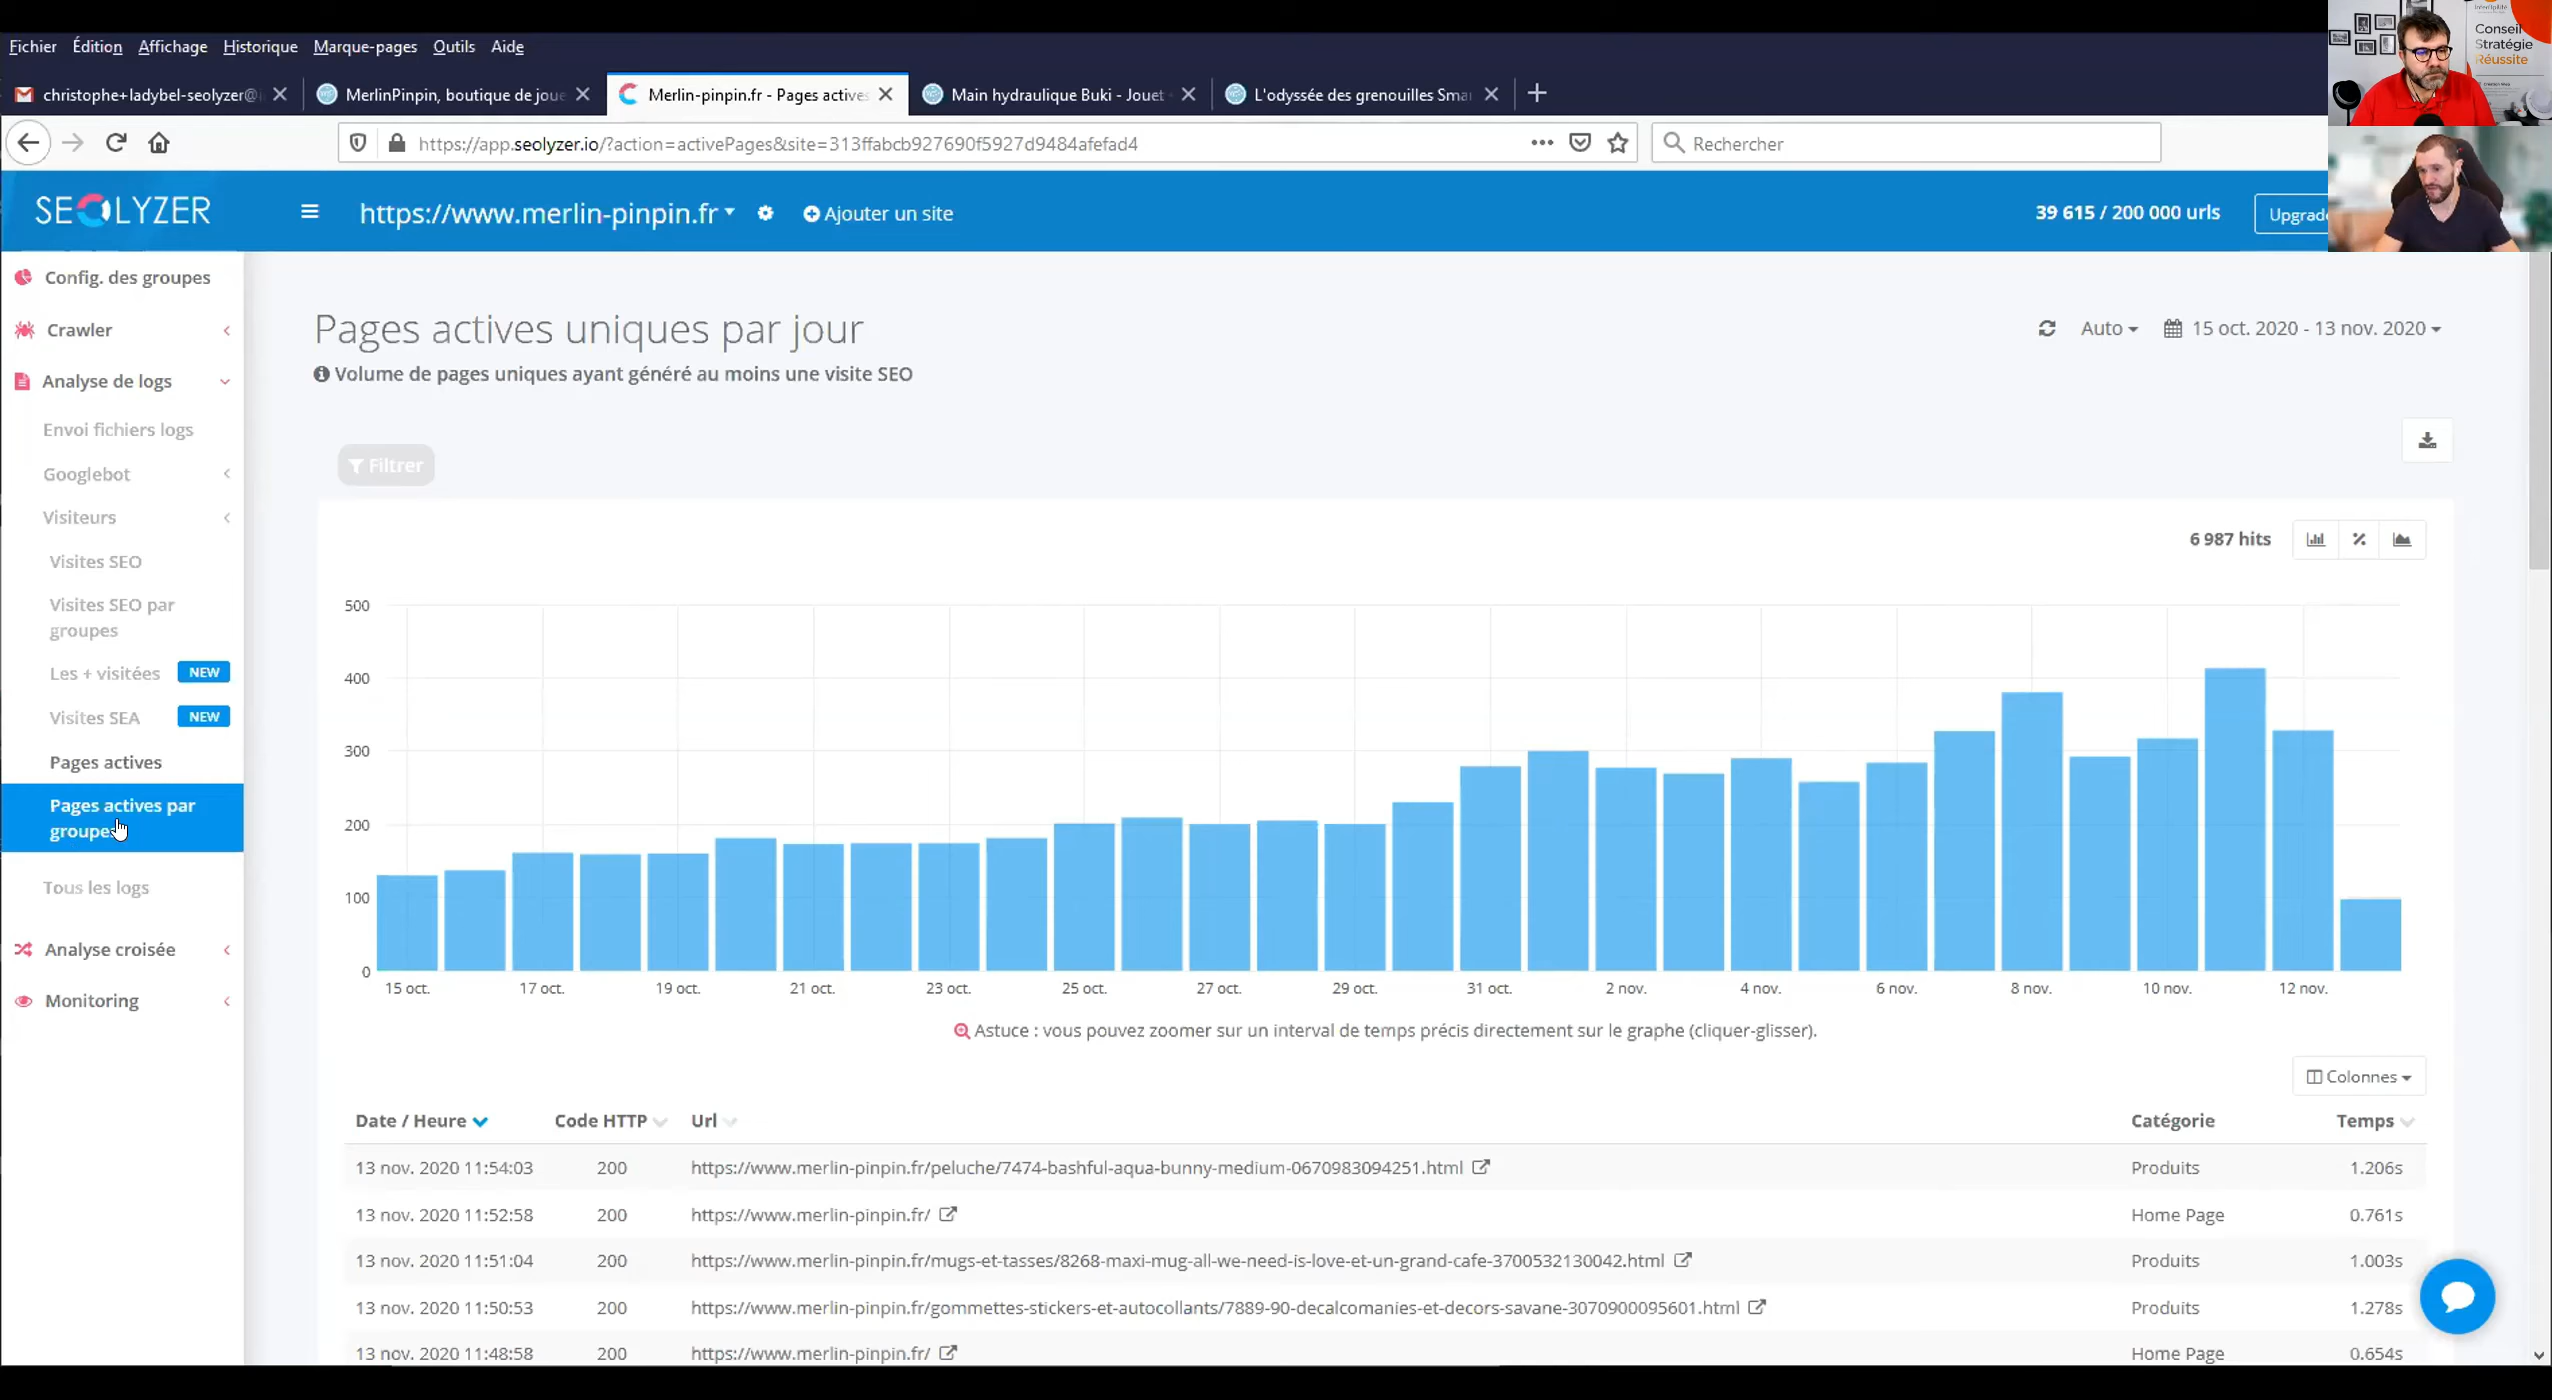 Fichier Édition Affichage Historique Marque-pages Outils Aide
Conseil
Stratégie
Réussite
christophe+ladybel-seolyzer@
MerlinPinpin, boutique de joue
Merlin-pinpin.fr - Pages actives
Main hydraulique Buki - Jouet
L'odyssée des grenouilles Smar
https://app.seolyzer.io/?action=activePages&site=313ffabcb927690f5927d9484afefad4
Rechercher
SEOLYZER
https://www.merlin-pinpin.fr
Ajouter un site
39 615 / 200 000 urls
Upgrad
Config. des groupes
Crawler
Analyse de logs
Envoi fichiers logs
Googlebot
Visiteurs
Visites SEO
Visites SEO par
groupes
Les + visitées NEW
Visites SEA NEW
Pages actives
Pages actives par
groupes
Tous les logs
Analyse croisée
Monitoring
Pages actives uniques par jour
Auto
15 oct. 2020 - 13 nov. 2020
Volume de pages uniques ayant généré au moins une visite SEO
Filtrer
6 987 hits
500
400
300
200
100
0
15 oct. 17 oct. 19 oct. 21 oct. 23 oct. 25 oct. 27 oct. 29 oct. 31 oct. 2 nov. 4 nov. 6 nov. 8 nov. 10 nov. 12 nov.
Astuce : vous pouvez zoomer sur un interval de temps précis directement sur le graphe (cliquer-glisser).
Colonnes
Date / Heure Code HTTP Url Catégorie Temps
13 nov. 2020 11:54:03 200 https://www.merlin-pinpin.fr/peluche/7474-bashful-aqua-bunny-medium-0670983094251.html Produits 1.206s
13 nov. 2020 11:52:58 200 https://www.merlin-pinpin.fr/ Home Page 0.761s
13 nov. 2020 11:51:04 200 https://www.merlin-pinpin.fr/mugs-et-tasses/8268-maxi-mug-all-we-need-is-love-et-un-grand-cafe-3700532130042.html Produits 1.003s
13 nov. 2020 11:50:53 200 https://www.merlin-pinpin.fr/gommettes-stickers-et-autocollants/7889-90-decalcomanies-et-decors-savane-3070900095601.html Produits 1.278s
13 nov. 2020 11:48:58 200 https://www.merlin-pinpin.fr/ Home Page 0.654s